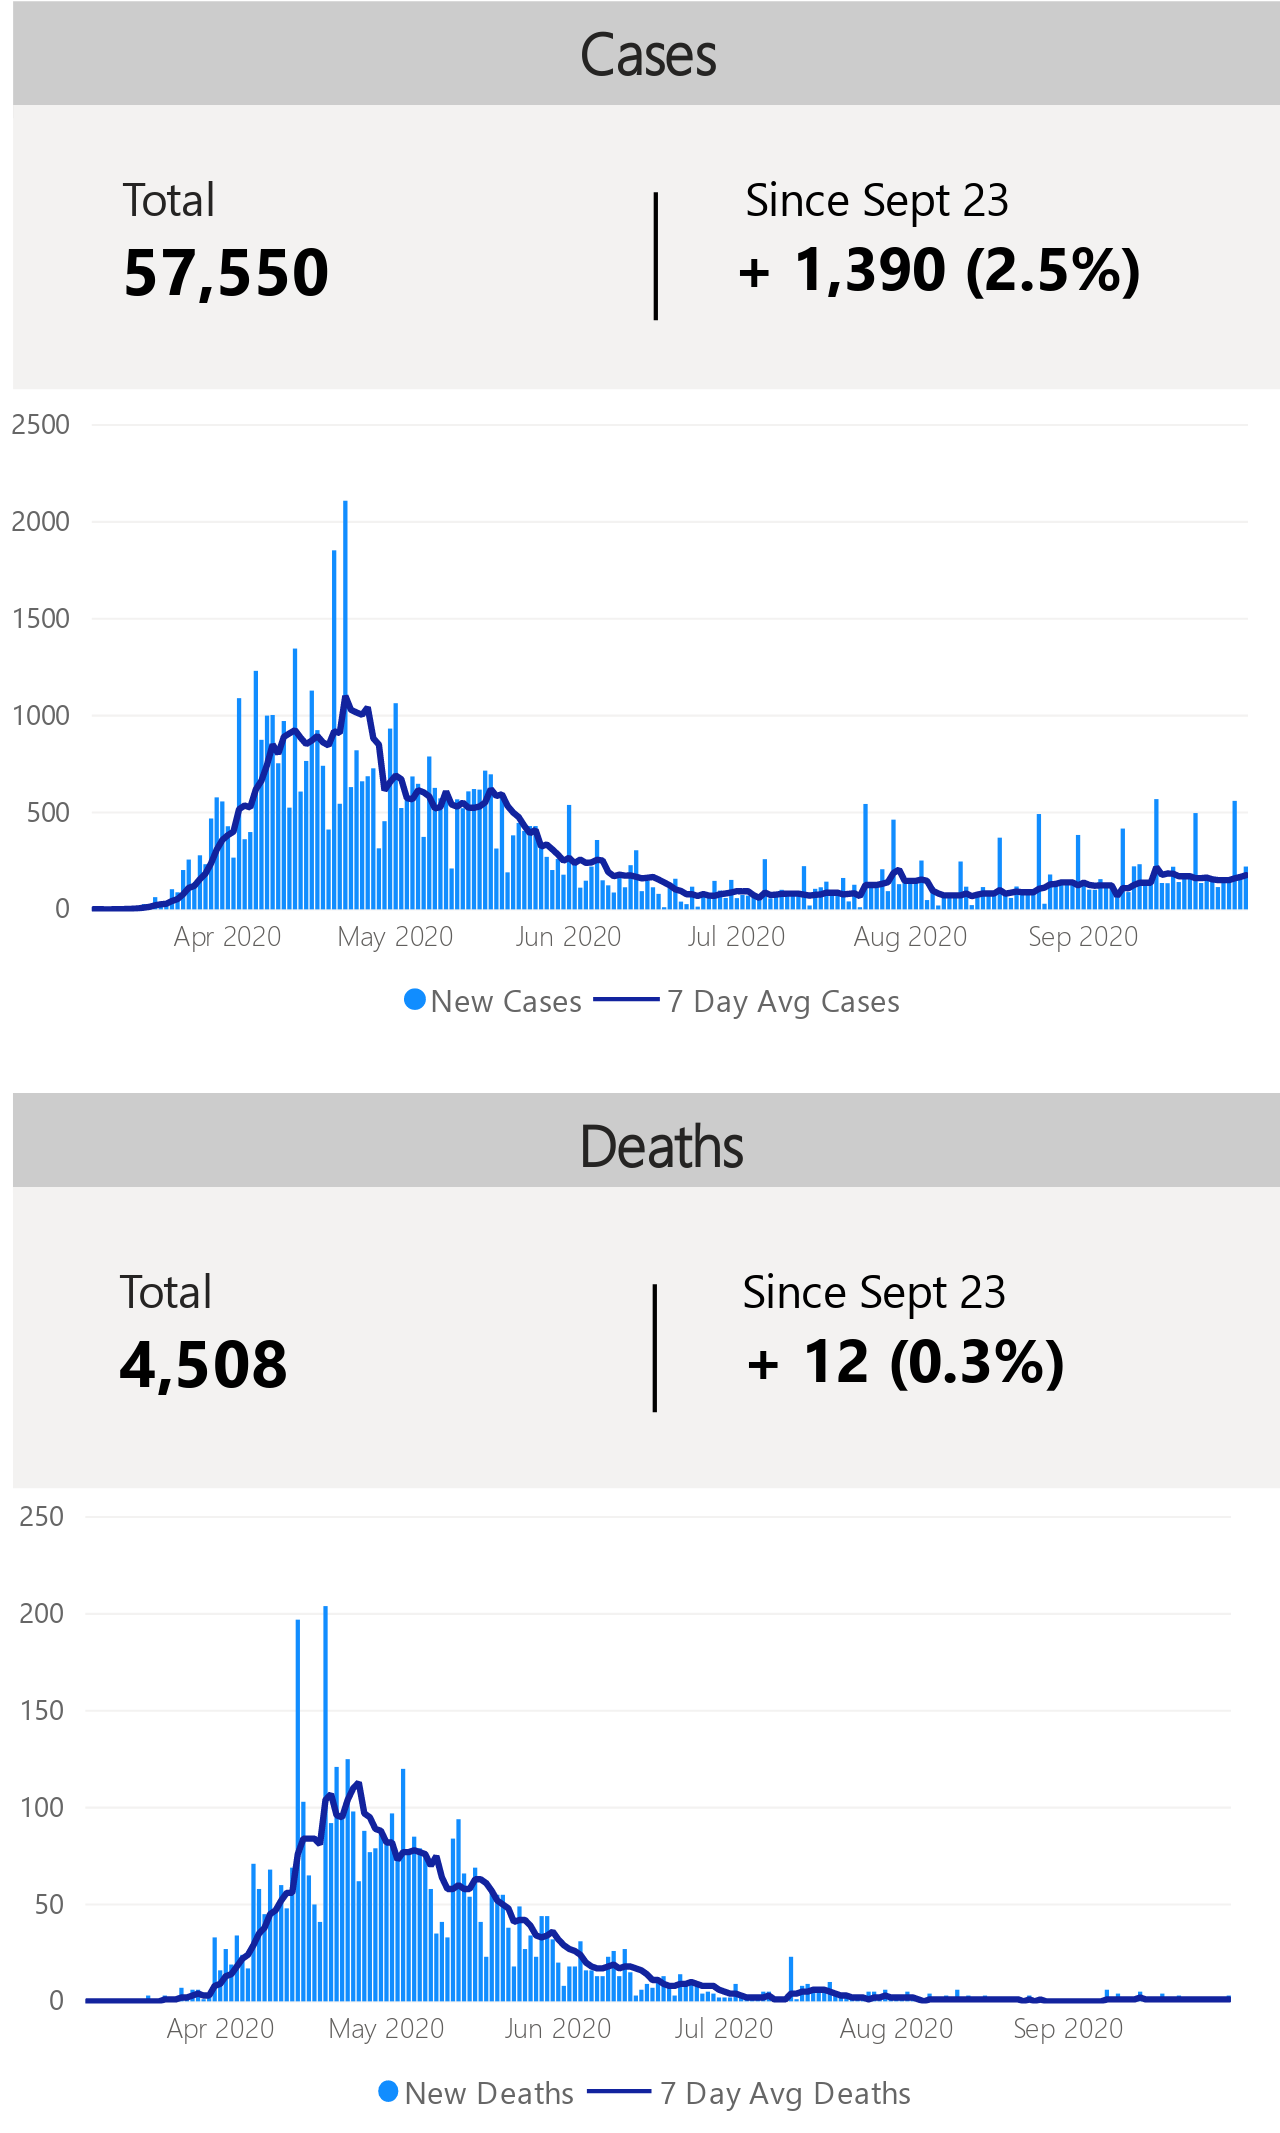 Cases
Total
Since Sept 23
57,550
+ 1,390 (2.5%)
2500
2000
1500
1000
500
0
Apr 2020
May 2020
Jun 2020
Jul 2020
Aug 2020
Sep 2020
New Cases
7 Day Avg Cases
Deaths
Total
Since Sept 23
4,508
+ 12 (0.3%)
250
200
150
100
50
0
Apr 2020
May 2020
Jun 2020
Jul 2020
Aug 2020
Sep 2020
New Deaths
7 Day Avg Deaths